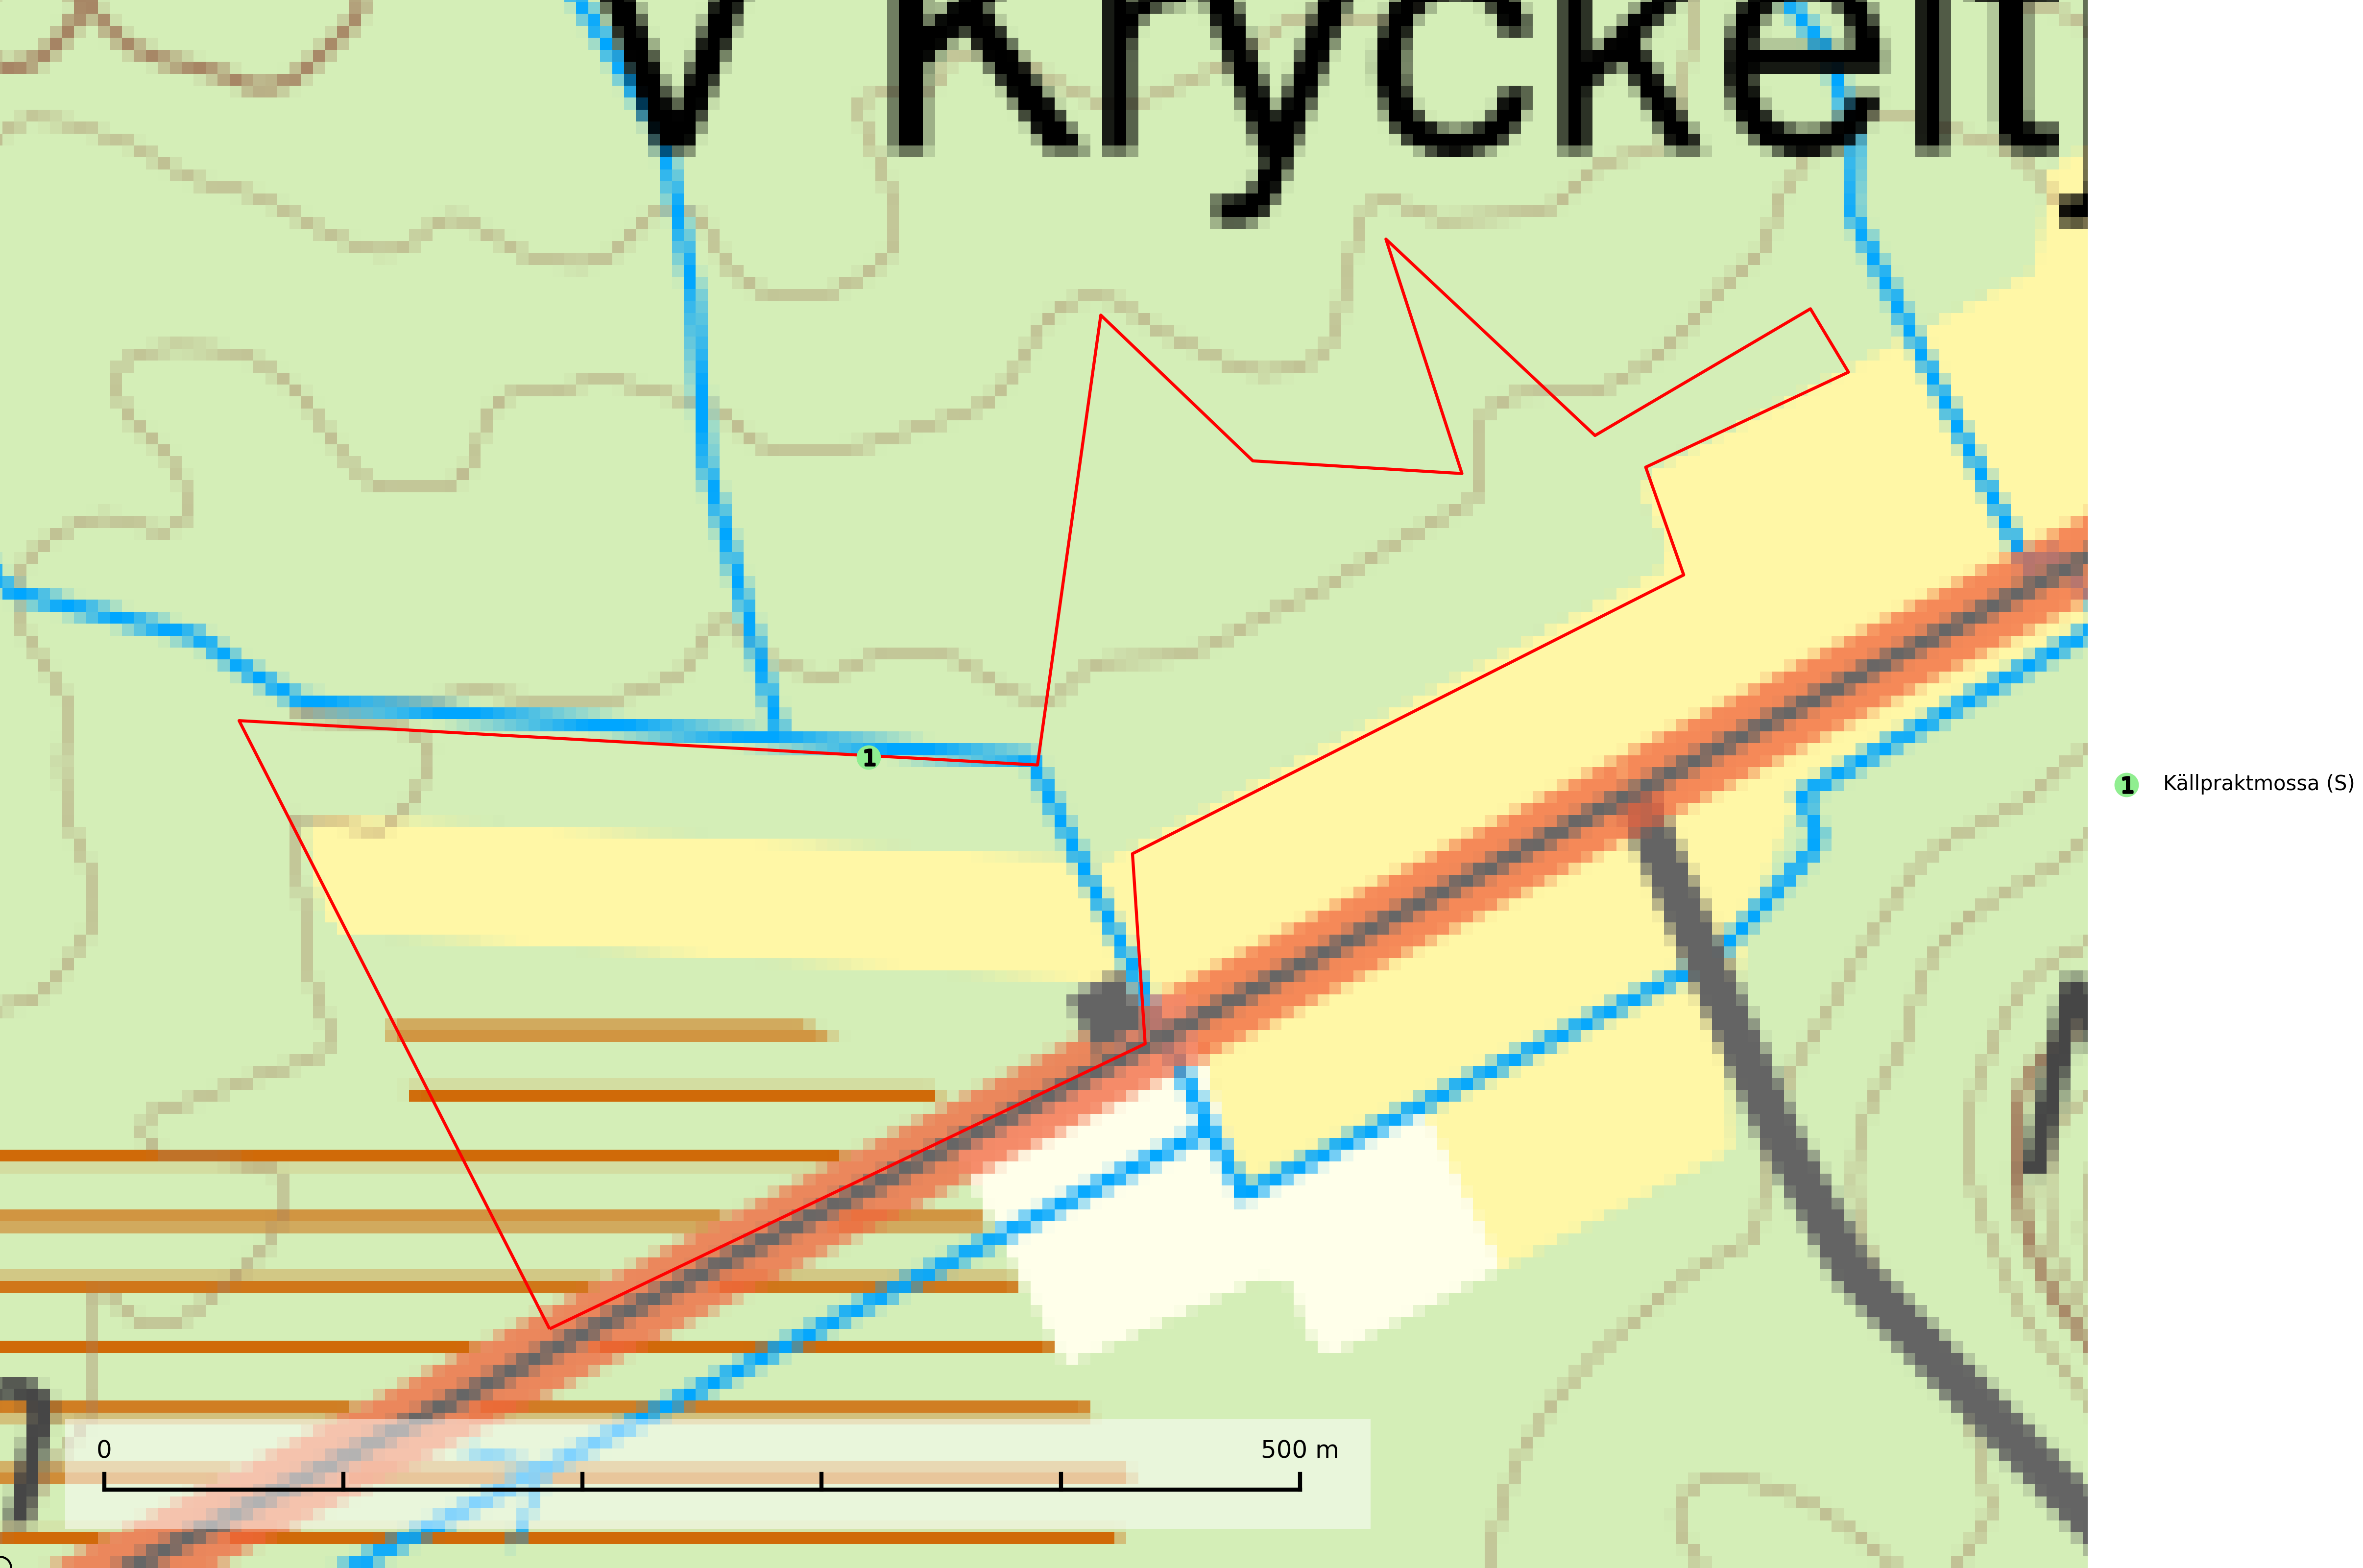 V Kryckelt
1
1 Källpraktmossa (S)
0 500 m